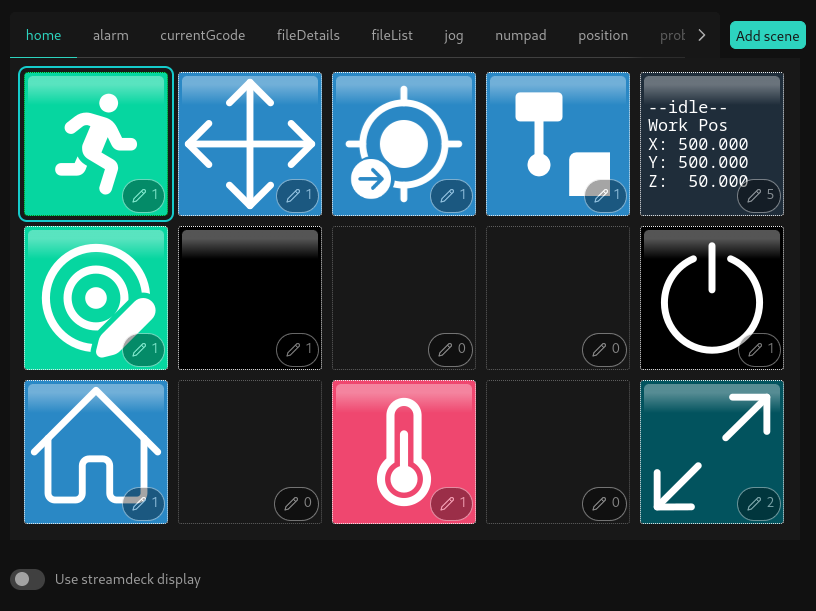 home alarm currentGcode fileDetails fileList jog numpad position Add scene
--idle--
Work Pos
X: 500.000
Y: 500.000
Z: 50.000
1 1 1 1 5
1 1 0 0 1
1 0 1 0 2
Use streamdeck display